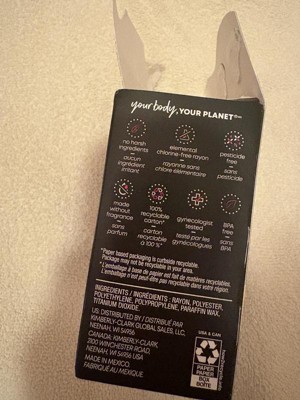 your body, YOUR PLANET
no harsh
ingredients
aucun
ingrédient
irritant
elemental
chlorine-free rayon
rayonne sans
chlore élémentaire
pesticide
free
sans
pesticide
made
without
fragrance
sans
parfum
100%
recyclable
carton*
carton
recyclable
à 100%*
gynecologist
tested
testé par les
gynécologues
BPA
free
sans
BPA
*Paper based packaging is curbside recyclable.
Package may not be recyclable in your area.
*L'emballage à base de papier est fait de matières recyclables.
L'emballage n'est peut-être pas recyclable dans votre région.
INGREDIENTS / INGRÉDIENTS : RAYON, POLYESTER,
POLYETHYLENE, POLYPROPYLENE, PARAFFIN WAX,
TITANIUM DIOXIDE.
US: DISTRIBUTED BY / DISTRIBUÉ PAR
KIMBERLY-CLARK GLOBAL SALES, LLC,
NEENAH, WI 54956
CANADA: KIMBERLY-CLARK,
2100 WINCHESTER ROAD,
NEENAH, WI 54956 USA
MADE IN MEXICO.
FABRIQUÉ AU MEXIQUE
USA & CAN
PAPER
PAPIER
BOX
BOÎTE